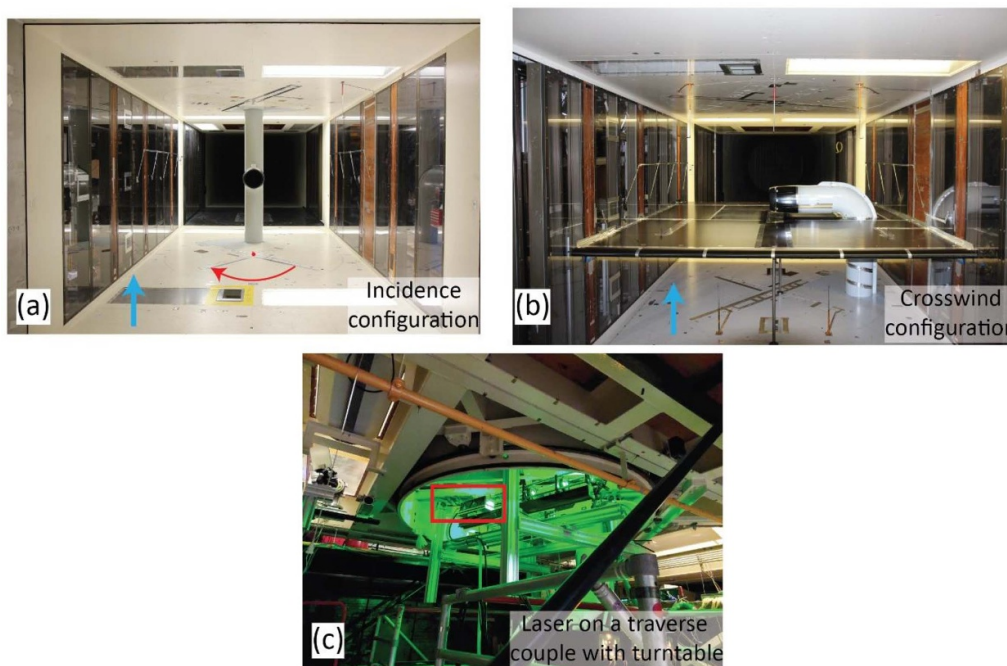 (a)
Incidence
configuration
(b)
Crosswind
configuration
(c)
Laser on a traverse
couple with turntable